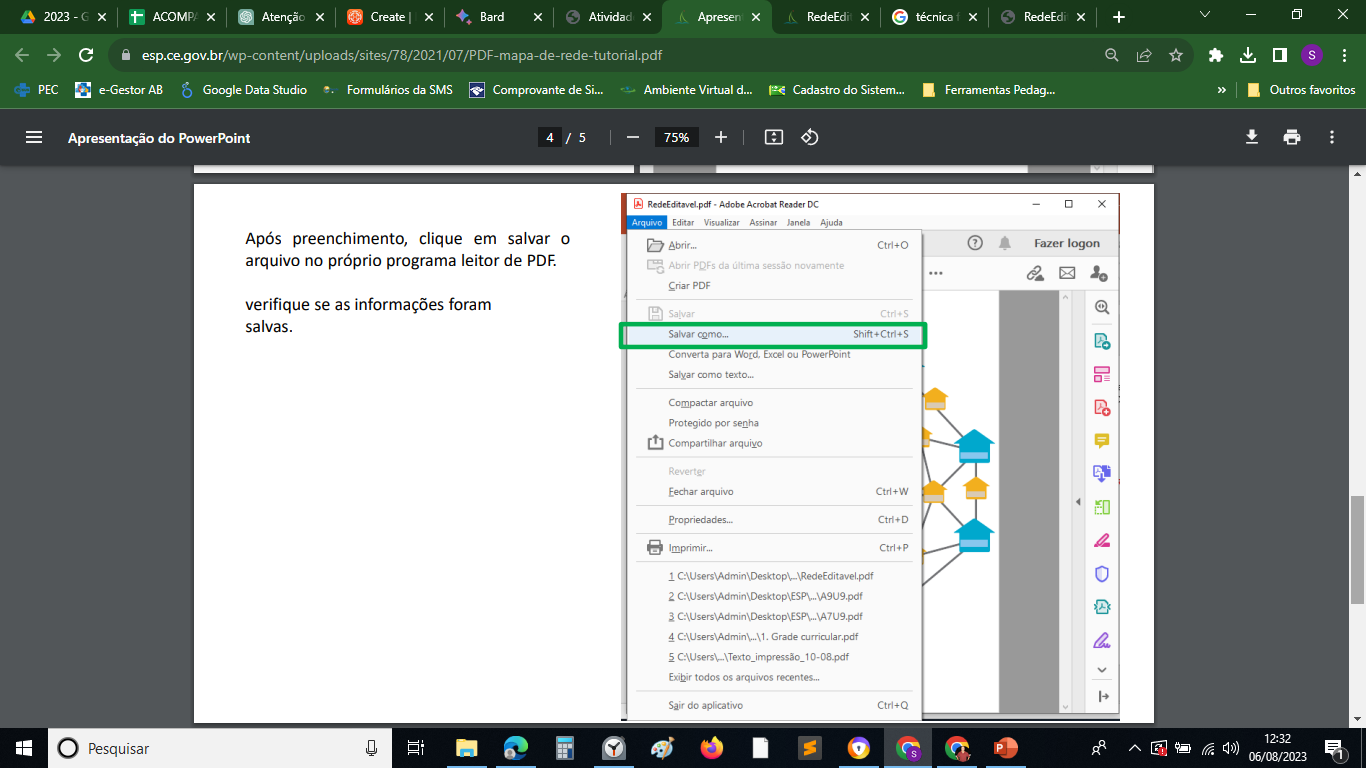 2023 - G
ACOMPA
Atenção
Create |
Bard
Atividad
Apresen
RedeEdit
técnica f
RedeEdit
esp.ce.gov.br/wp-content/uploads/sites/78/2021/07/PDF-mapa-de-rede-tutorial.pdf
S
PEC
e-Gestor AB
Google Data Studio
Formulários da SMS
Comprovante de Si...
Ambiente Virtual d...
Cadastro do Sistem...
Ferramentas Pedag...
»
Outros favoritos
Apresentação do PowerPoint
4 / 5
75%
Após preenchimento, clique em salvar o
arquivo no próprio programa leitor de PDF.
verifique se as informações foram
salvas.
RedeEditavel.pdf - Adobe Acrobat Reader DC
Arquivo Editar Visualizar Assinar Janela Ajuda
Fazer logon
Abrir... Ctrl+O
Abrir PDFs da última sessão novamente
Criar PDF
Salvar Ctrl+S
Salvar como... Shift+Ctrl+S
Converta para Word, Excel ou PowerPoint
Salvar como texto...
Compactar arquivo
Protegido por senha
Compartilhar arquivo
Reverter
Fechar arquivo Ctrl+W
Propriedades... Ctrl+D
Imprimir... Ctrl+P
1 C:\Users\Admin\Desktop\...\RedeEditavel.pdf
2 C:\Users\Admin\Desktop\ESP\...\A9U9.pdf
3 C:\Users\Admin\Desktop\ESP\...\A7U9.pdf
4 C:\Users\Admin\...\1. Grade curricular.pdf
5 C:\Users\...\Texto_impressão_10-08.pdf
Exibir todos os arquivos recentes...
Sair do aplicativo Ctrl+Q
Pesquisar
12:32
06/08/2023
1